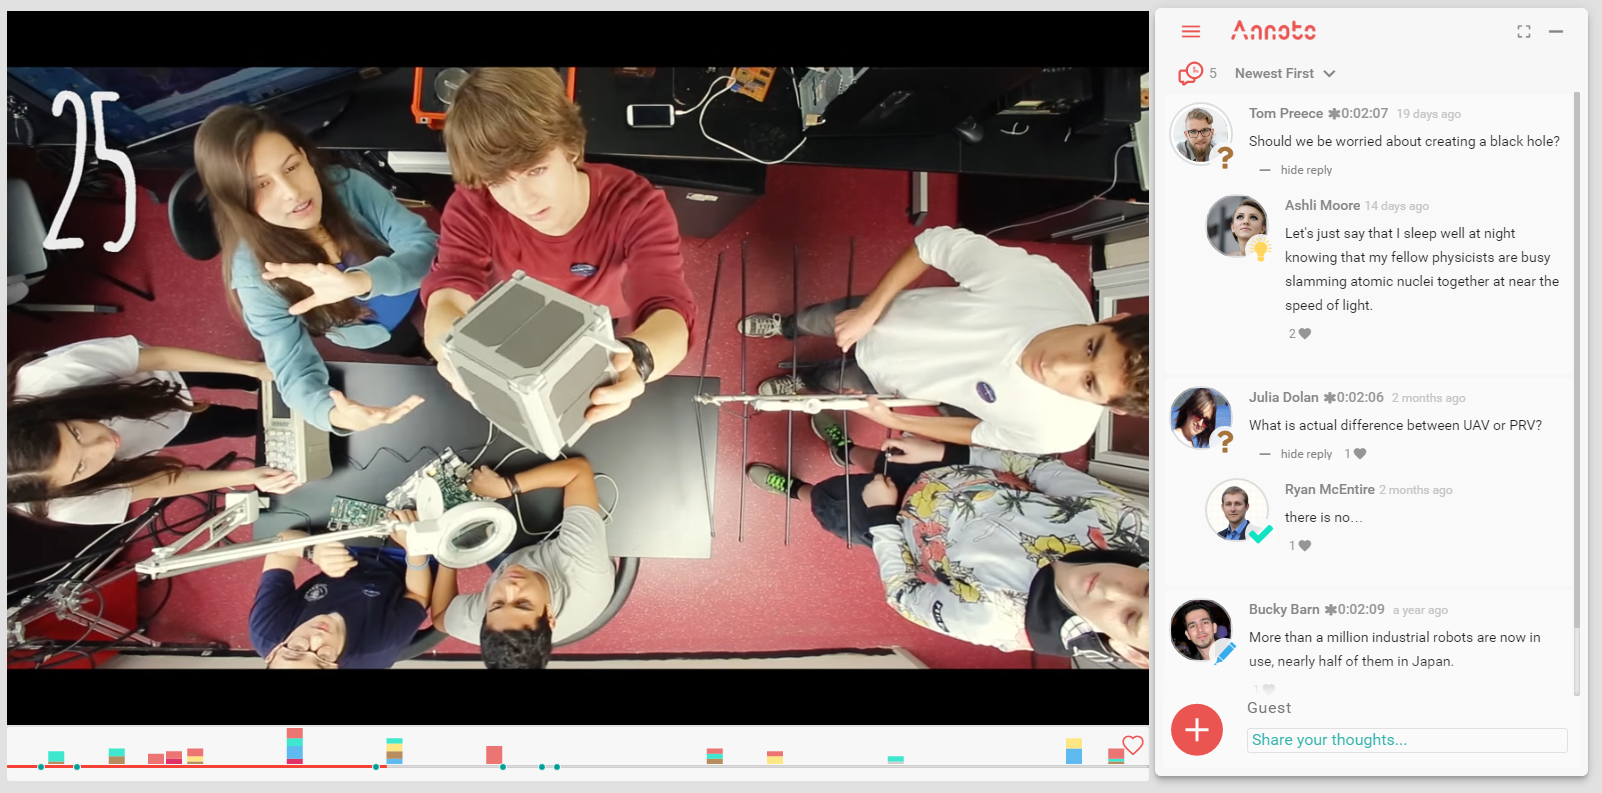 25
Annoto
5 Newest First
Tom Preece ✱0:02:07 19 days ago
Should we be worried about creating a black hole?
— hide reply
Ashli Moore 14 days ago
Let's just say that I sleep well at night
knowing that my fellow physicists are busy
slamming atomic nuclei together at near the
speed of light.
2
Julia Dolan ✱0:02:06 2 months ago
What is actual difference between UAV or PRV?
— hide reply 1
Ryan McEntire 2 months ago
there is no…
1
Bucky Barn ✱0:02:09 a year ago
More than a million industrial robots are now in
use, nearly half of them in Japan.
1
Guest
Share your thoughts...